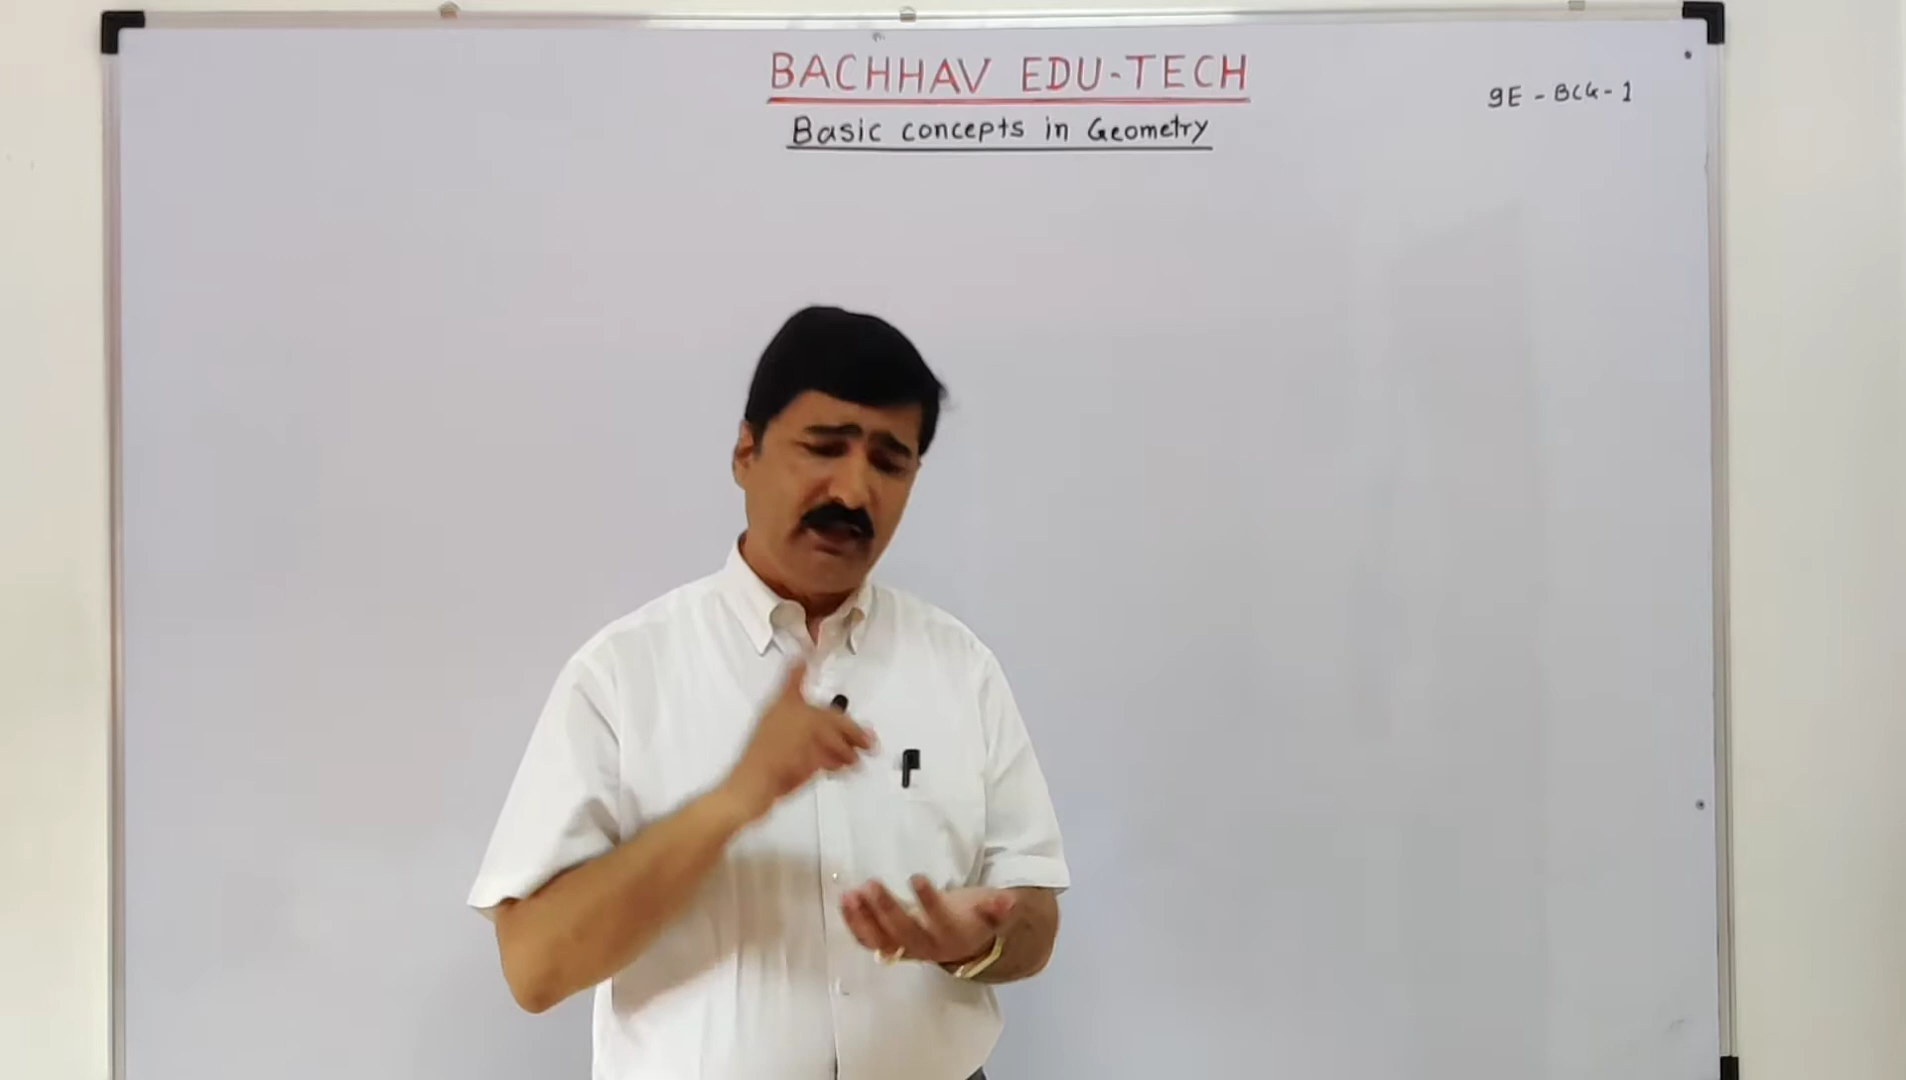 BACHHAV EDU-TECH
9E - BCG - 1
Basic concepts in Geometry